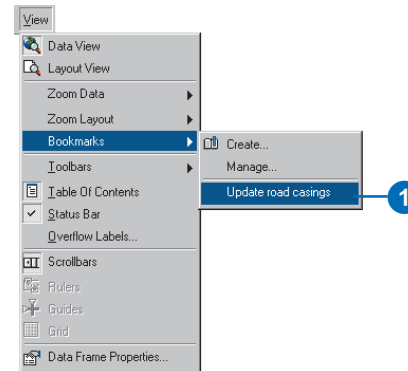 View
Data View
Layout View
Zoom Data
Zoom Layout
Bookmarks
Create...
Manage...
Update road casings
1
Toolbars
Table Of Contents
Status Bar
Overflow Labels...
Scrollbars
Rulers
Guides
Grid
Data Frame Properties...